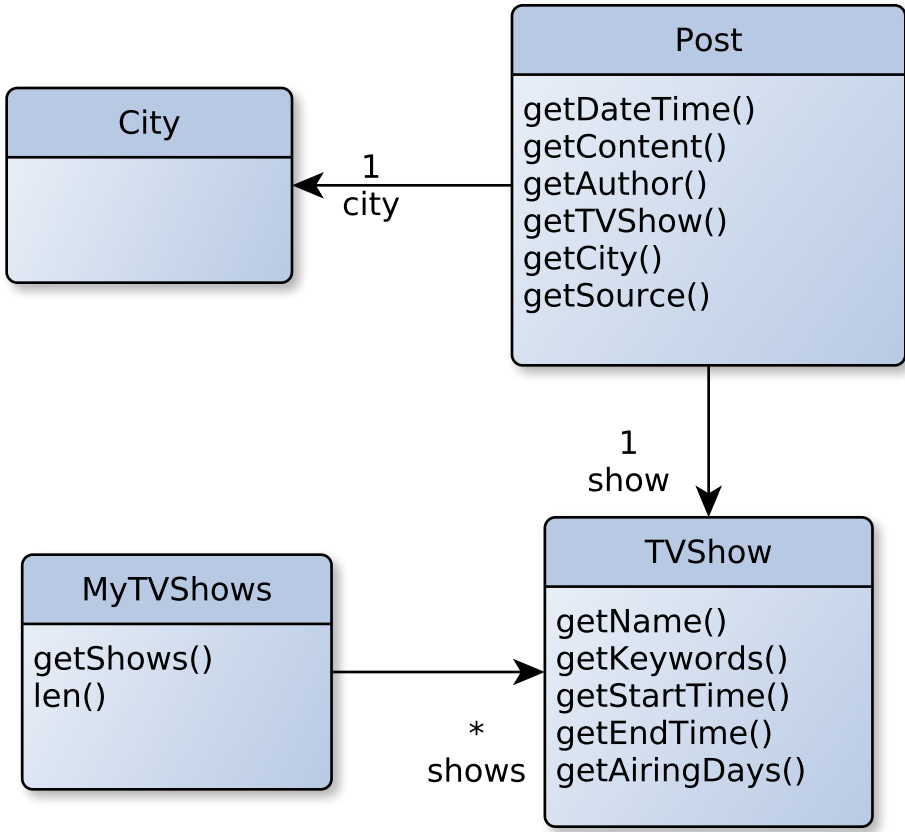 Post
getDateTime()
getContent()
getAuthor()
getTVShow()
getCity()
getSource()
City
1
city
1
show
MyTVShows
getShows()
len()
*
shows
TVShow
getName()
getKeywords()
getStartTime()
getEndTime()
getAiringDays()